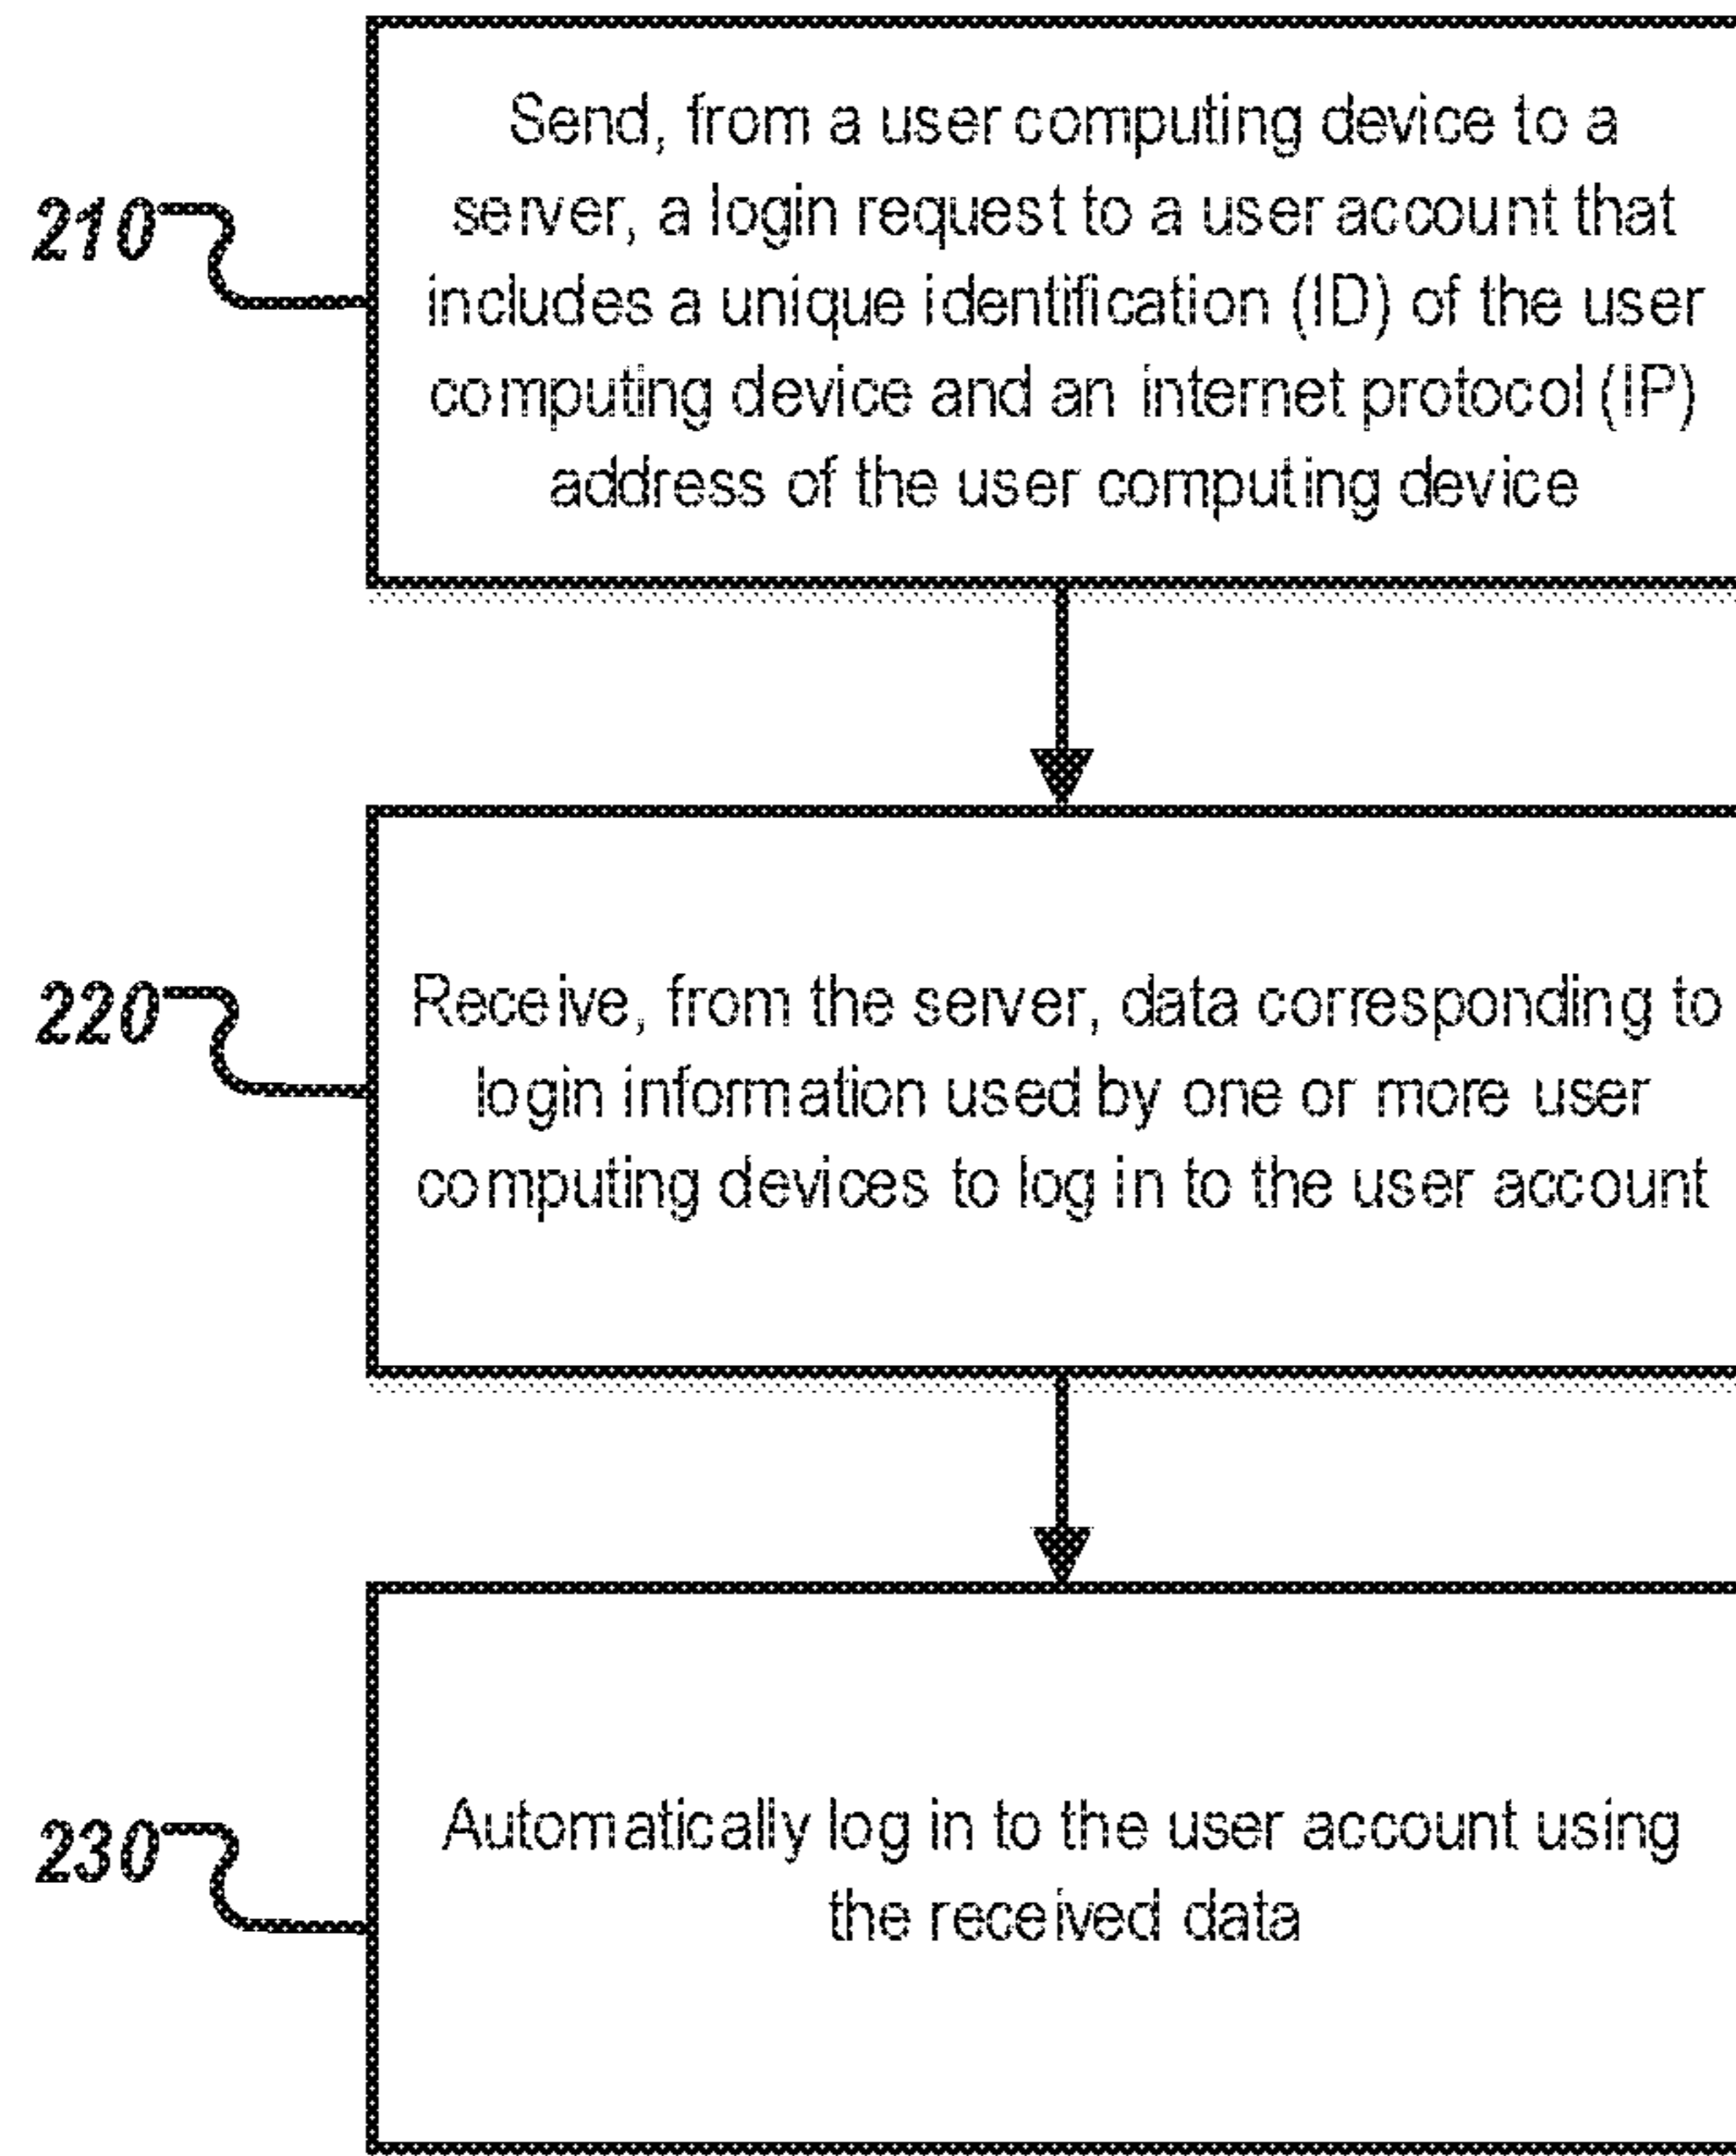 Send, from a user computing device to a
server, a login request to a user account that
210
includes a unique identification (ID) of the user
computing device and an internet protocol (IP)
address of the user computing device
220
Receive, from the server, data corresponding to
login information used by one or more user
computing devices to log in to the user account
230
Automatically log in to the user account using
the received data